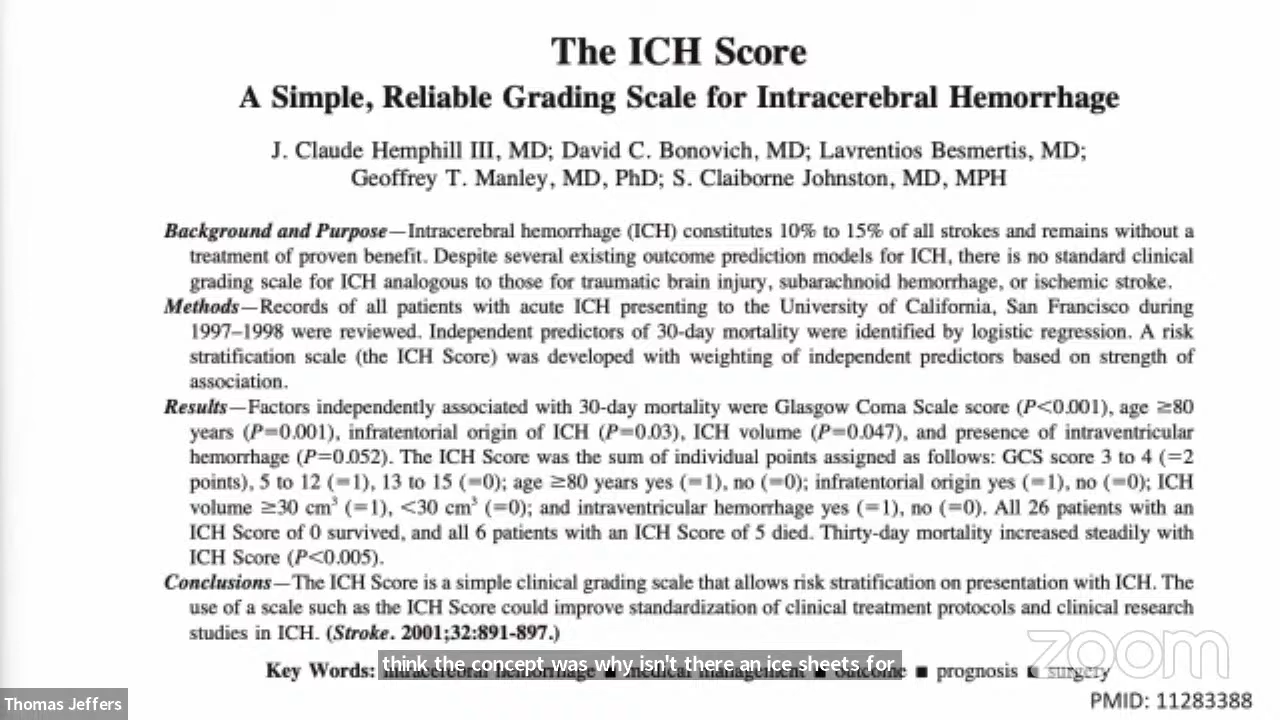 The ICH Score
A Simple, Reliable Grading Scale for Intracerebral Hemorrhage
J. Claude Hemphill III, MD; David C. Bonovich, MD; Lavrentios Besmertis, MD;
Geoffrey T. Manley, MD, PhD; S. Claiborne Johnston, MD, MPH
Background and Purpose—Intracerebral hemorrhage (ICH) constitutes 10% to 15% of all strokes and remains without a
treatment of proven benefit. Despite several existing outcome prediction models for ICH, there is no standard clinical
grading scale for ICH analogous to those for traumatic brain injury, subarachnoid hemorrhage, or ischemic stroke.
Methods—Records of all patients with acute ICH presenting to the University of California, San Francisco during
1997–1998 were reviewed. Independent predictors of 30-day mortality were identified by logistic regression. A risk
stratification scale (the ICH Score) was developed with weighting of independent predictors based on strength of
association.
Results—Factors independently associated with 30-day mortality were Glasgow Coma Scale score (P<0.001), age ≥80
years (P=0.001), infratentorial origin of ICH (P=0.03), ICH volume (P=0.047), and presence of intraventricular
hemorrhage (P=0.052). The ICH Score was the sum of individual points assigned as follows: GCS score 3 to 4 (=2
points), 5 to 12 (=1), 13 to 15 (=0); age ≥80 years yes (=1), no (=0); infratentorial origin yes (=1), no (=0); ICH
volume ≥30 cm³ (=1), <30 cm³ (=0); and intraventricular hemorrhage yes (=1), no (=0). All 26 patients with an
ICH Score of 0 survived, and all 6 patients with an ICH Score of 5 died. Thirty-day mortality increased steadily with
ICH Score (P<0.005).
Conclusions—The ICH Score is a simple clinical grading scale that allows risk stratification on presentation with ICH. The
use of a scale such as the ICH Score could improve standardization of clinical treatment protocols and clinical research
studies in ICH. (Stroke. 2001;32:891-897.)
think the concept was why isn't there an ice sheets for
Key Words: intracerebral hemorrhage ■ medical management ■ outcome ■ prognosis ■ surgery
zoom
PMID: 11283388
Thomas Jeffers